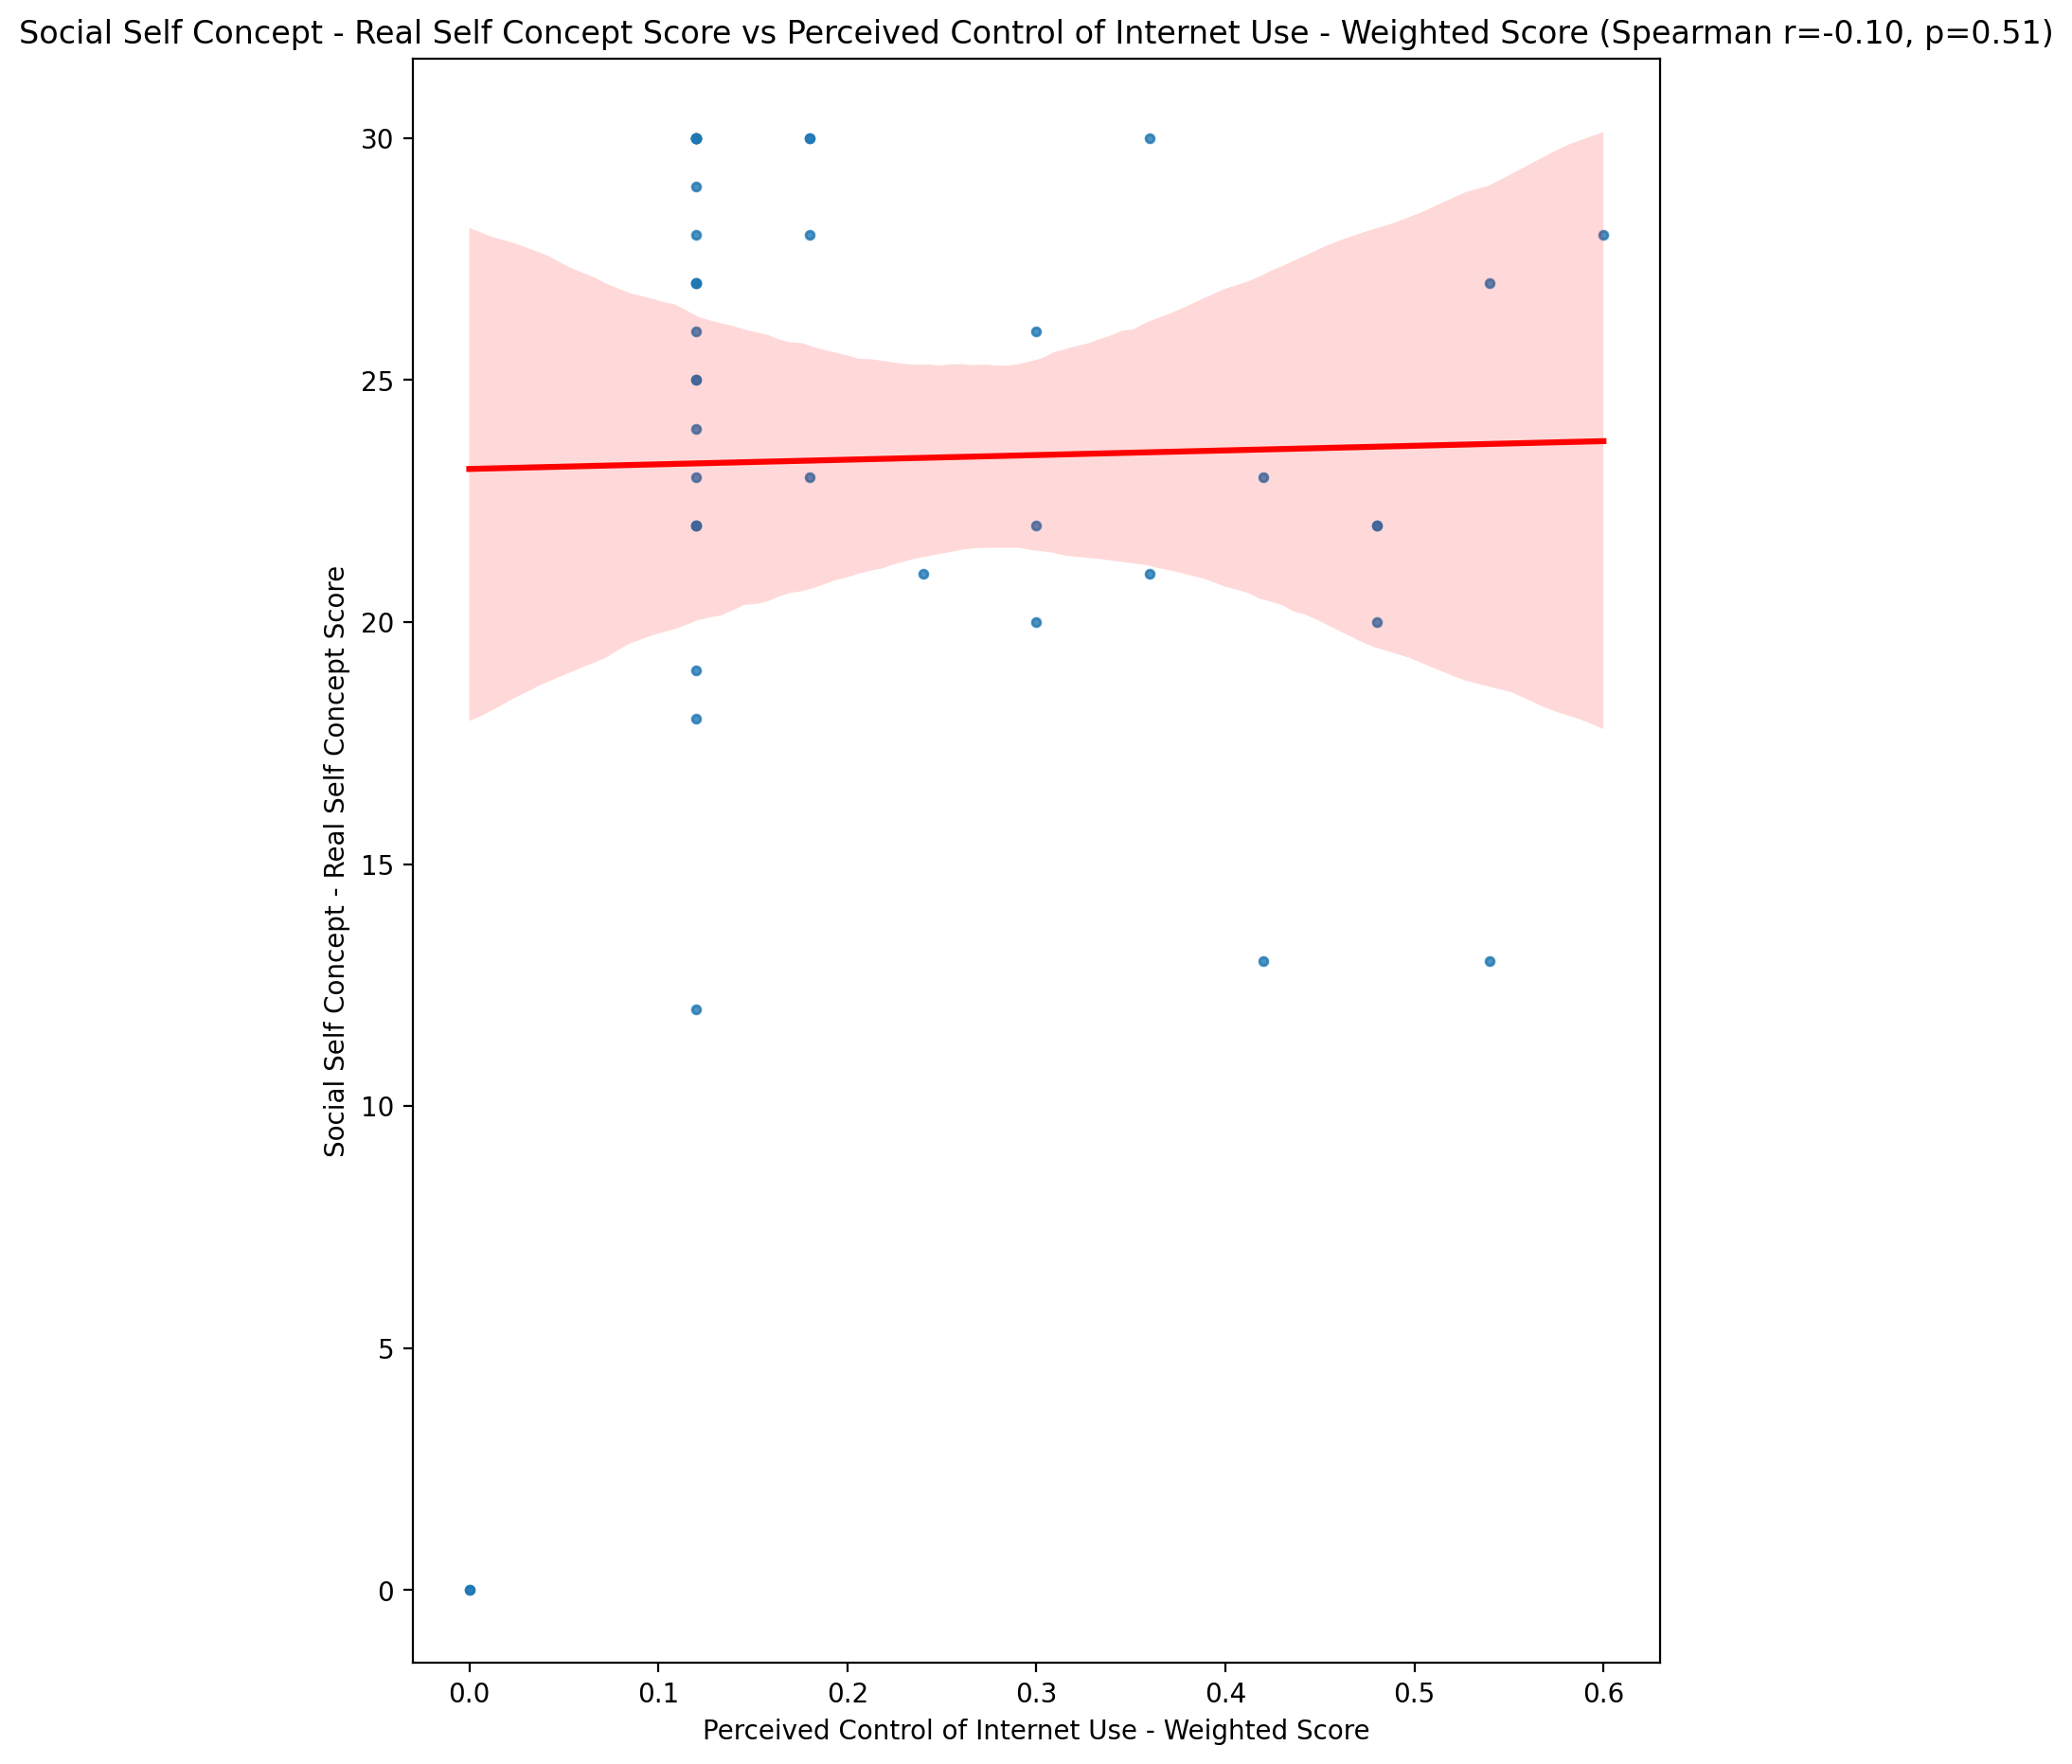 Social Self Concept - Real Self Concept Score vs Perceived Control of Internet Use - Weighted Score (Spearman r=-0.10, p=0.51)
Social Self Concept - Real Self Concept Score
30
25
20
15
10
5
0
0.0 0.1 0.2 0.3 0.4 0.5 0.6
Perceived Control of Internet Use - Weighted Score